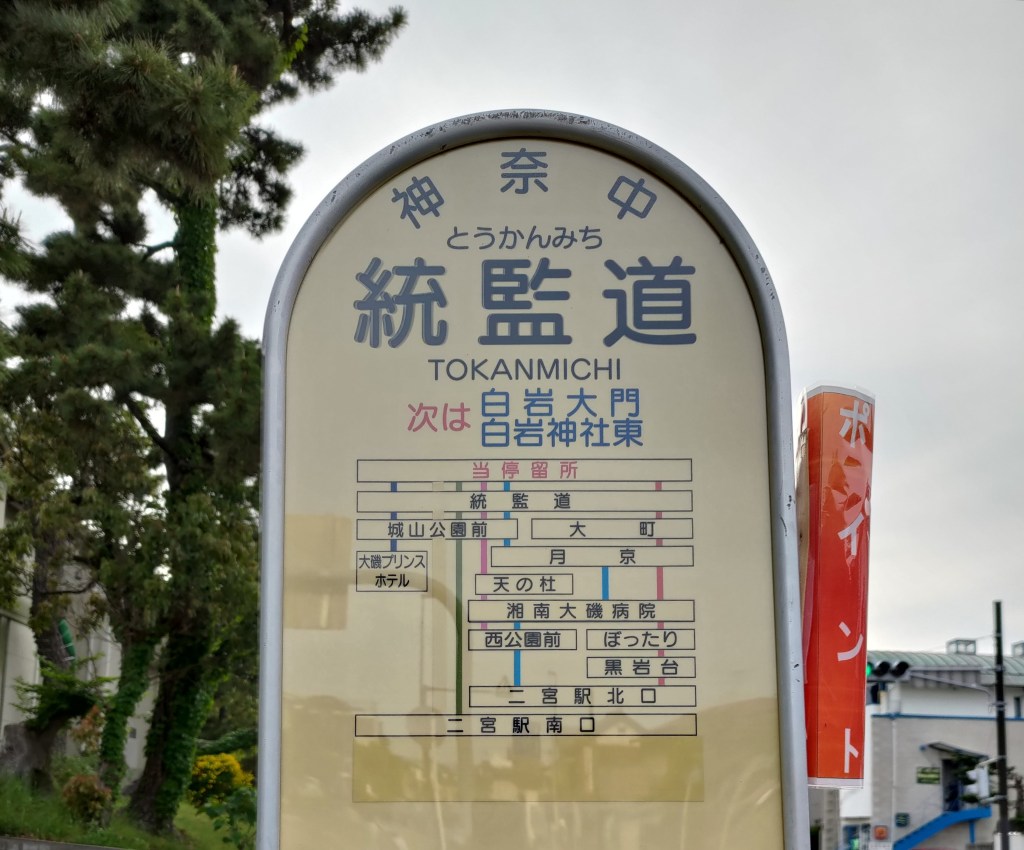 神奈中
とうかんみち
統監道
TOKANMICHI
次は 白岩大門
白岩神社東
当停留所
統監道
城山公園前 大町
月京
大磯プリンス
ホテル
天の杜
湘南大磯病院
西公園前 ぼったり
黒岩台
二宮駅北口
二宮駅南口
ポイント